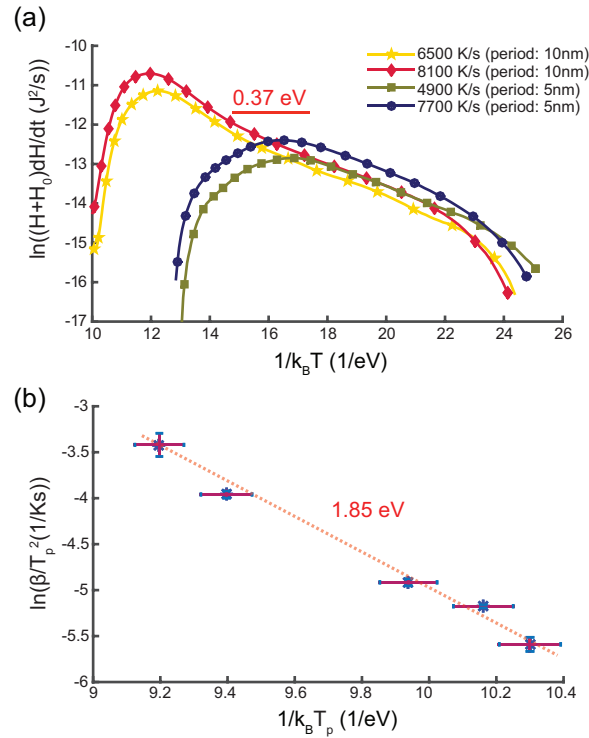 (a)
ln((H+H₀)dH/dt (J²/s)
-10
-11
-12
-13
-14
-15
-16
-17
6500 K/s (period: 10nm)
8100 K/s (period: 10nm)
4900 K/s (period: 5nm)
7700 K/s (period: 5nm)
0.37 eV
10 12 14 16 18 20 22 24 26
1/k_BT (1/eV)
(b)
ln(β/T_p²(1/Ks))
-3
-3.5
-4
-4.5
-5
-5.5
-6
1.85 eV
9 9.2 9.4 9.6 9.8 10 10.2 10.4
1/k_BT_p (1/eV)